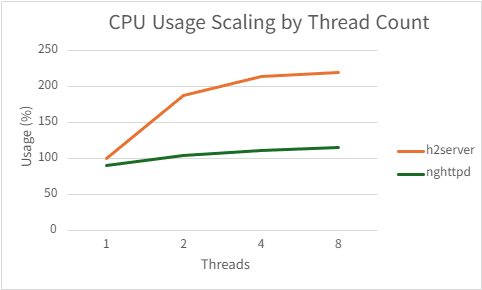 CPU Usage Scaling by Thread Count
250
200
150
100
50
0
Usage (%)
1 2 4 8
Threads
h2server
nghttpd